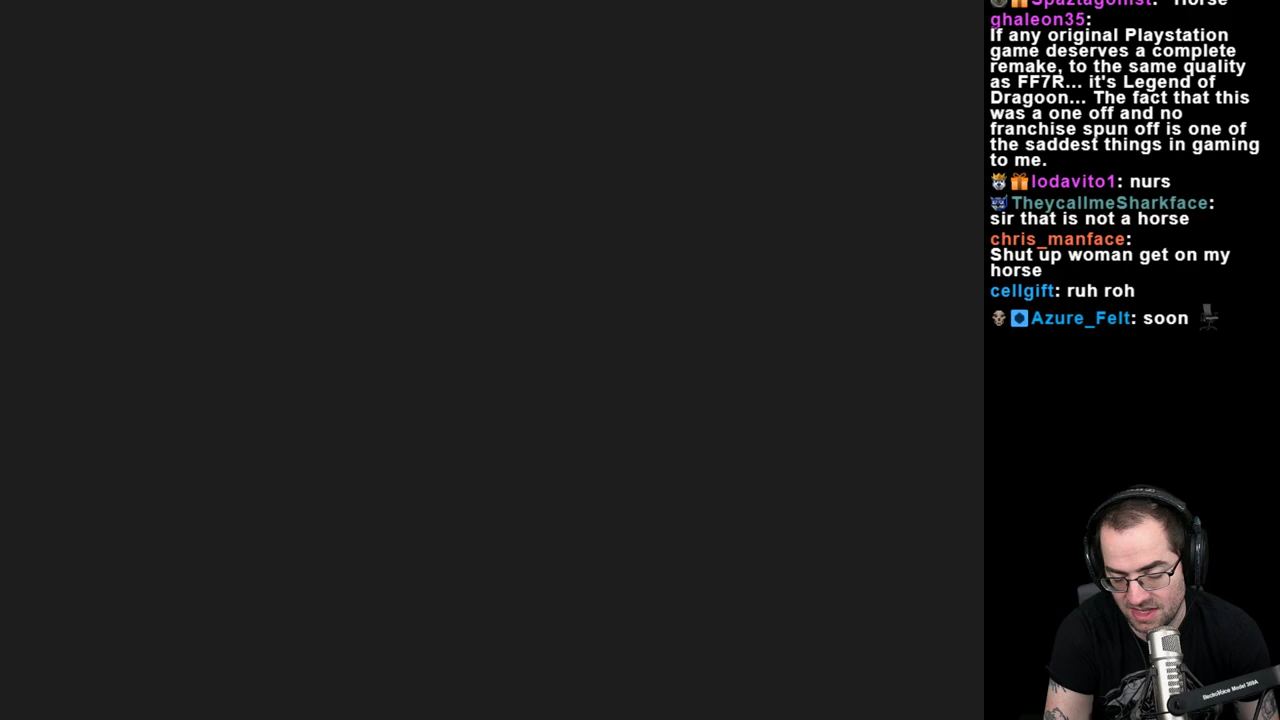 Spaztagonist: "Horse
ghaleon35:
If any original Playstation
game deserves a complete
remake, to the same quality
as FF7R... it's Legend of
Dragoon... The fact that this
was a one off and no
franchise spun off is one of
the saddest things in gaming
to me.
lodavito1: nurs
TheycallmeSharkface:
sir that is not a horse
chris_manface:
Shut up woman get on my
horse
cellgift: ruh roh
Azure_Felt: soon